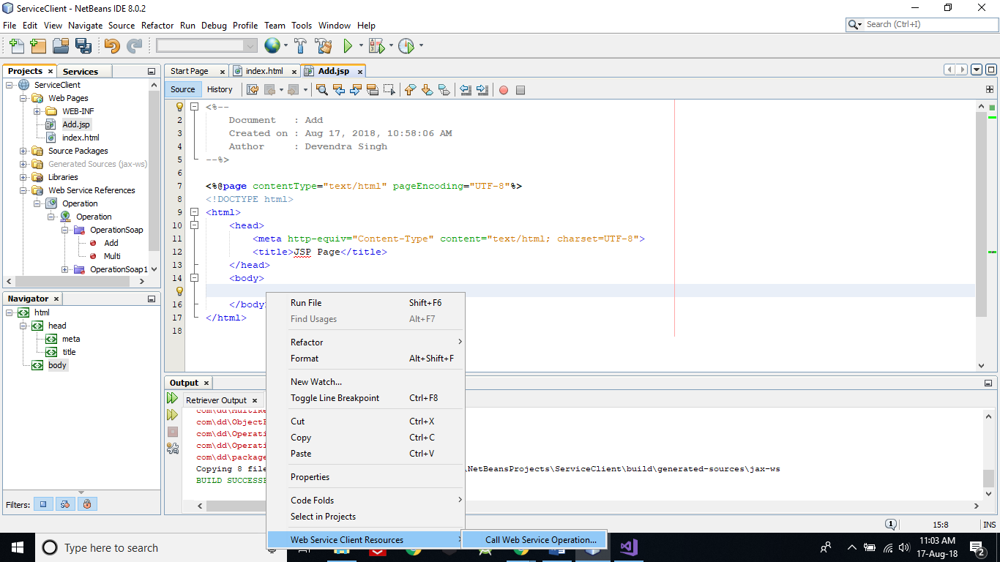 ServiceClient - NetBeans IDE 8.0.2
File Edit View Navigate Source Refactor Run Debug Profile Team Tools Window Help
Search (Ctrl+I)
Projects
Services
ServiceClient
Web Pages
WEB-INF
Add.jsp
index.html
Source Packages
Generated Sources (jax-ws)
Libraries
Web Service References
Operation
Operation
OperationSoap
Add
Multi
OperationSoap1
Navigator
html
head
meta
title
body
Filters:
Start Page
index.html
Add.jsp
Source History
<%--
2 Document : Add
3 Created on : Aug 17, 2018, 10:58:06 AM
4 Author : Devendra Singh
5 --%>
6
7 <%@page contentType="text/html" pageEncoding="UTF-8"%>
8 <!DOCTYPE html>
9 <html>
10 <head>
11 <meta http-equiv="Content-Type" content="text/html; charset=UTF-8">
12 <title>JSP Page</title>
13 </head>
14 <body>
16 </body
17 </html>
18
Run File Shift+F6
Find Usages Alt+F7
Refactor
Format Alt+Shift+F
New Watch...
Toggle Line Breakpoint Ctrl+F8
Cut Ctrl+X
Copy Ctrl+C
Paste Ctrl+V
Properties
Code Folds
Select in Projects
Web Service Client Resources
Call Web Service Operation...
Output
Retriever Output
com\dd\MultiRe
com\dd\ObjectF
com\dd\Operati
com\dd\Operati
com\dd\package
Copying 8 file
\NetBeansProjects\ServiceClient\build\generated-sources\jax-ws
BUILD SUCCESSF
1
15:8
INS
Type here to search
11:03 AM
17-Aug-18
2